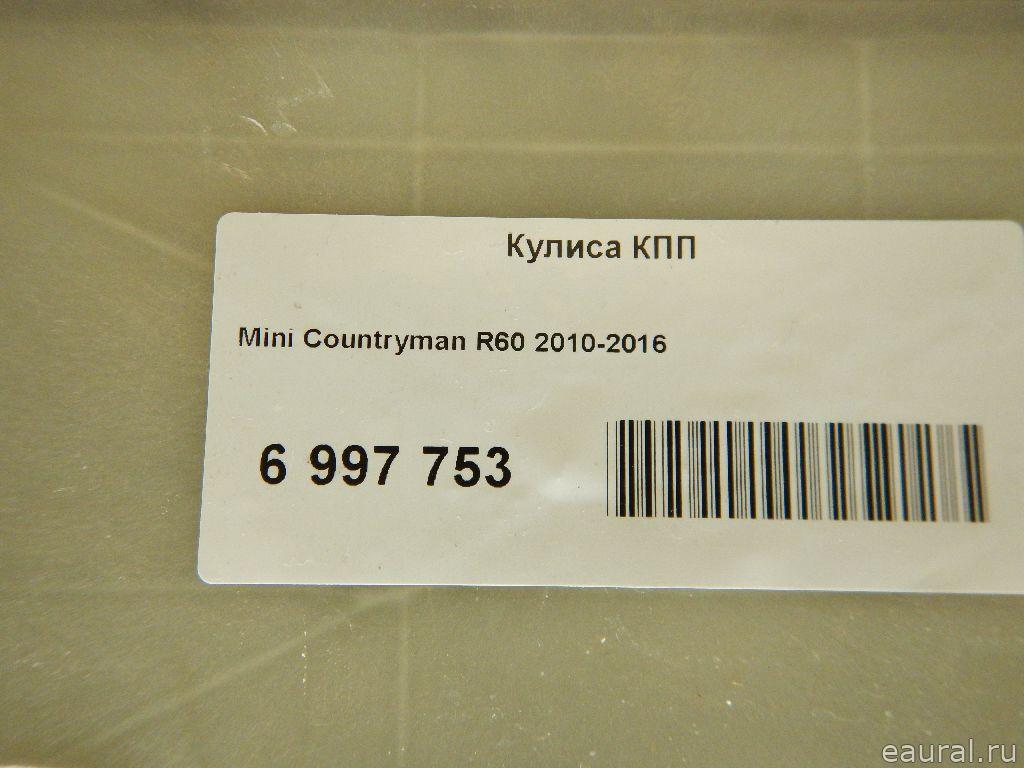 Кулиса КПП
Mini Countryman R60 2010-2016
6 997 753
eaural.ru